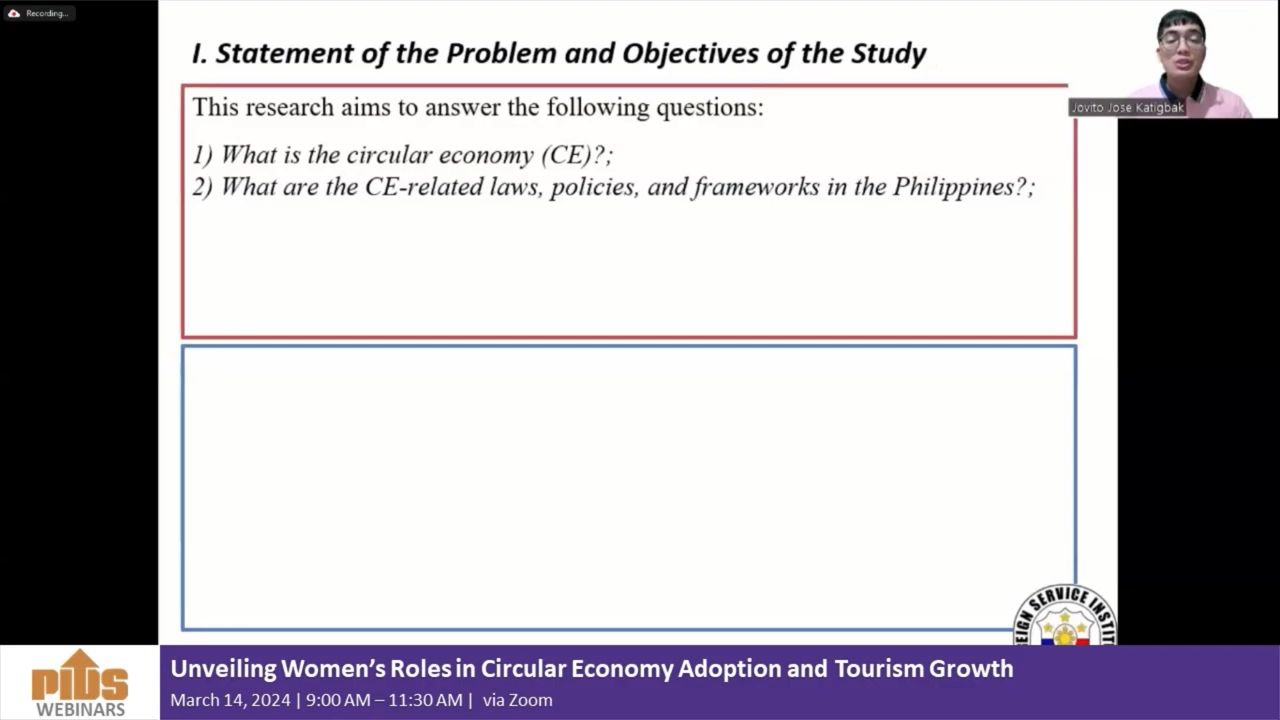 Recording...
I. Statement of the Problem and Objectives of the Study
Jovito Jose Katigbak
This research aims to answer the following questions:
1) What is the circular economy (CE)?;
2) What are the CE-related laws, policies, and frameworks in the Philippines?;
EIGN SERVICE INSTIT
PIDS
WEBINARS
Unveiling Women's Roles in Circular Economy Adoption and Tourism Growth
March 14, 2024 | 9:00 AM – 11:30 AM | via Zoom